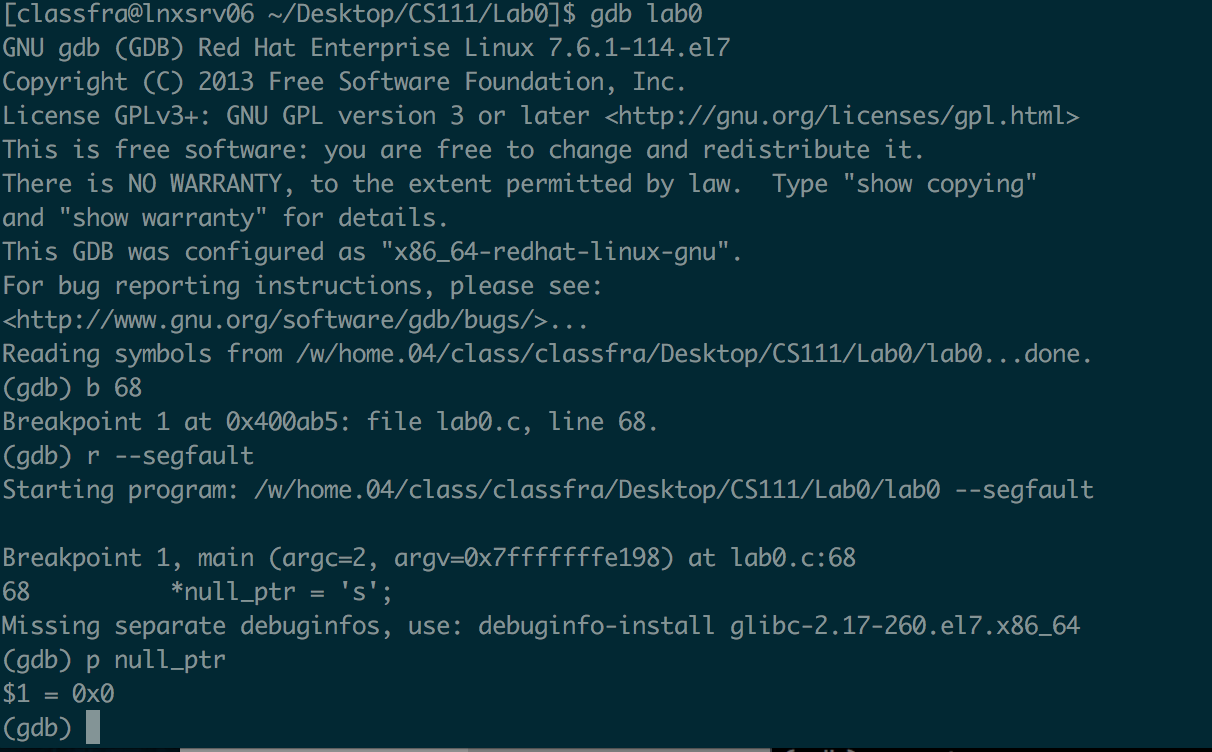 [classfra@lnxsrv06 ~/Desktop/CS111/Lab0]$ gdb lab0
GNU gdb (GDB) Red Hat Enterprise Linux 7.6.1-114.el7
Copyright (C) 2013 Free Software Foundation, Inc.
License GPLv3+: GNU GPL version 3 or later <http://gnu.org/licenses/gpl.html>
This is free software: you are free to change and redistribute it.
There is NO WARRANTY, to the extent permitted by law.  Type "show copying"
and "show warranty" for details.
This GDB was configured as "x86_64-redhat-linux-gnu".
For bug reporting instructions, please see:
<http://www.gnu.org/software/gdb/bugs/>...
Reading symbols from /w/home.04/class/classfra/Desktop/CS111/Lab0/lab0...done.
(gdb) b 68
Breakpoint 1 at 0x400ab5: file lab0.c, line 68.
(gdb) r --segfault
Starting program: /w/home.04/class/classfra/Desktop/CS111/Lab0/lab0 --segfault

Breakpoint 1, main (argc=2, argv=0x7fffffffe198) at lab0.c:68
68          *null_ptr = 's';
Missing separate debuginfos, use: debuginfo-install glibc-2.17-260.el7.x86_64
(gdb) p null_ptr
$1 = 0x0
(gdb)